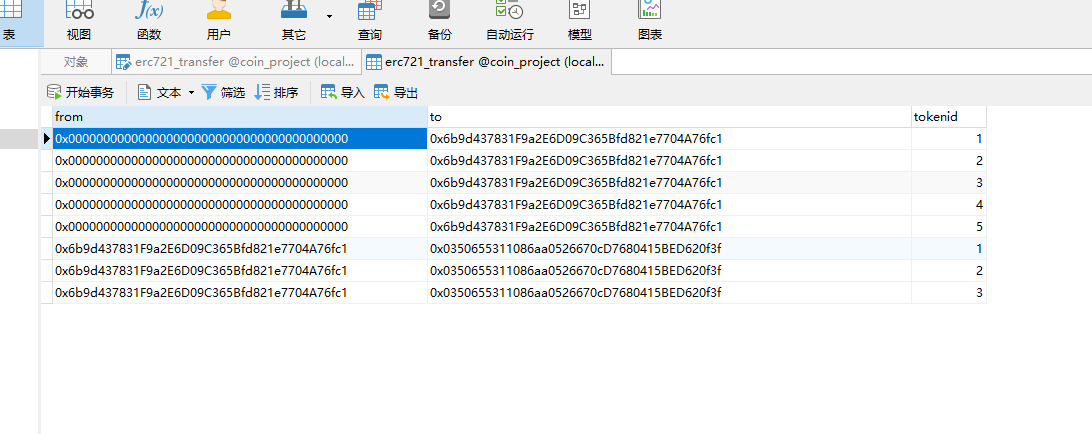 表 视图 函数 用户 其它 查询 备份 自动运行 模型 图表
对象 erc721_transfer @coin_project (local... erc721_transfer @coin_project (local...
开始事务 文本 筛选 排序 导入 导出
from to tokenid
0x0000000000000000000000000000000000000000 0x6b9d437831F9a2E6D09C365Bfd821e7704A76fc1 1
0x0000000000000000000000000000000000000000 0x6b9d437831F9a2E6D09C365Bfd821e7704A76fc1 2
0x0000000000000000000000000000000000000000 0x6b9d437831F9a2E6D09C365Bfd821e7704A76fc1 3
0x0000000000000000000000000000000000000000 0x6b9d437831F9a2E6D09C365Bfd821e7704A76fc1 4
0x0000000000000000000000000000000000000000 0x6b9d437831F9a2E6D09C365Bfd821e7704A76fc1 5
0x6b9d437831F9a2E6D09C365Bfd821e7704A76fc1 0x0350655311086aa0526670cD7680415BED620f3f 1
0x6b9d437831F9a2E6D09C365Bfd821e7704A76fc1 0x0350655311086aa0526670cD7680415BED620f3f 2
0x6b9d437831F9a2E6D09C365Bfd821e7704A76fc1 0x0350655311086aa0526670cD7680415BED620f3f 3